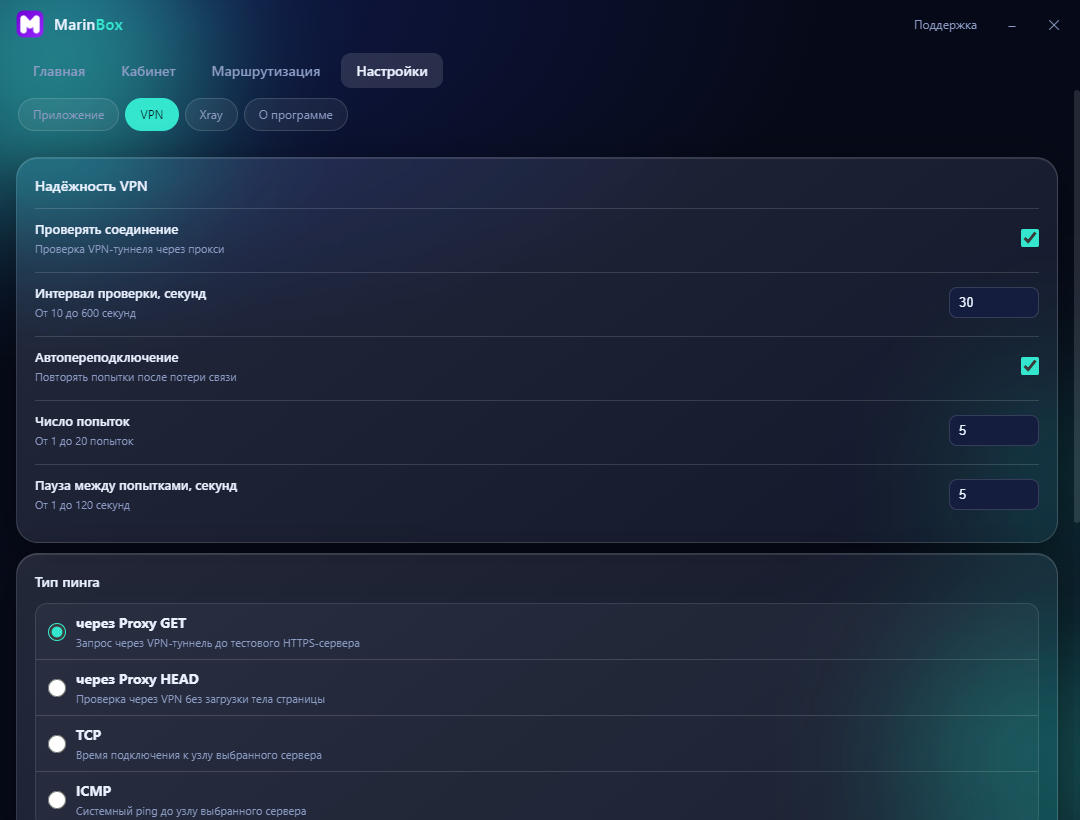 MarinBox
Поддержка
Главная
Кабинет
Маршрутизация
Настройки
Приложение
VPN
Xray
О программе
Надёжность VPN
Проверять соединение
Проверка VPN-туннеля через прокси
Интервал проверки, секунд
От 10 до 600 секунд
30
Автопереподключение
Повторять попытки после потери связи
Число попыток
От 1 до 20 попыток
5
Пауза между попытками, секунд
От 1 до 120 секунд
5
Тип пинга
через Proxy GET
Запрос через VPN-туннель до тестового HTTPS-сервера
через Proxy HEAD
Проверка через VPN без загрузки тела страницы
TCP
Время подключения к узлу выбранного сервера
ICMP
Системный ping до узлу выбранного сервера